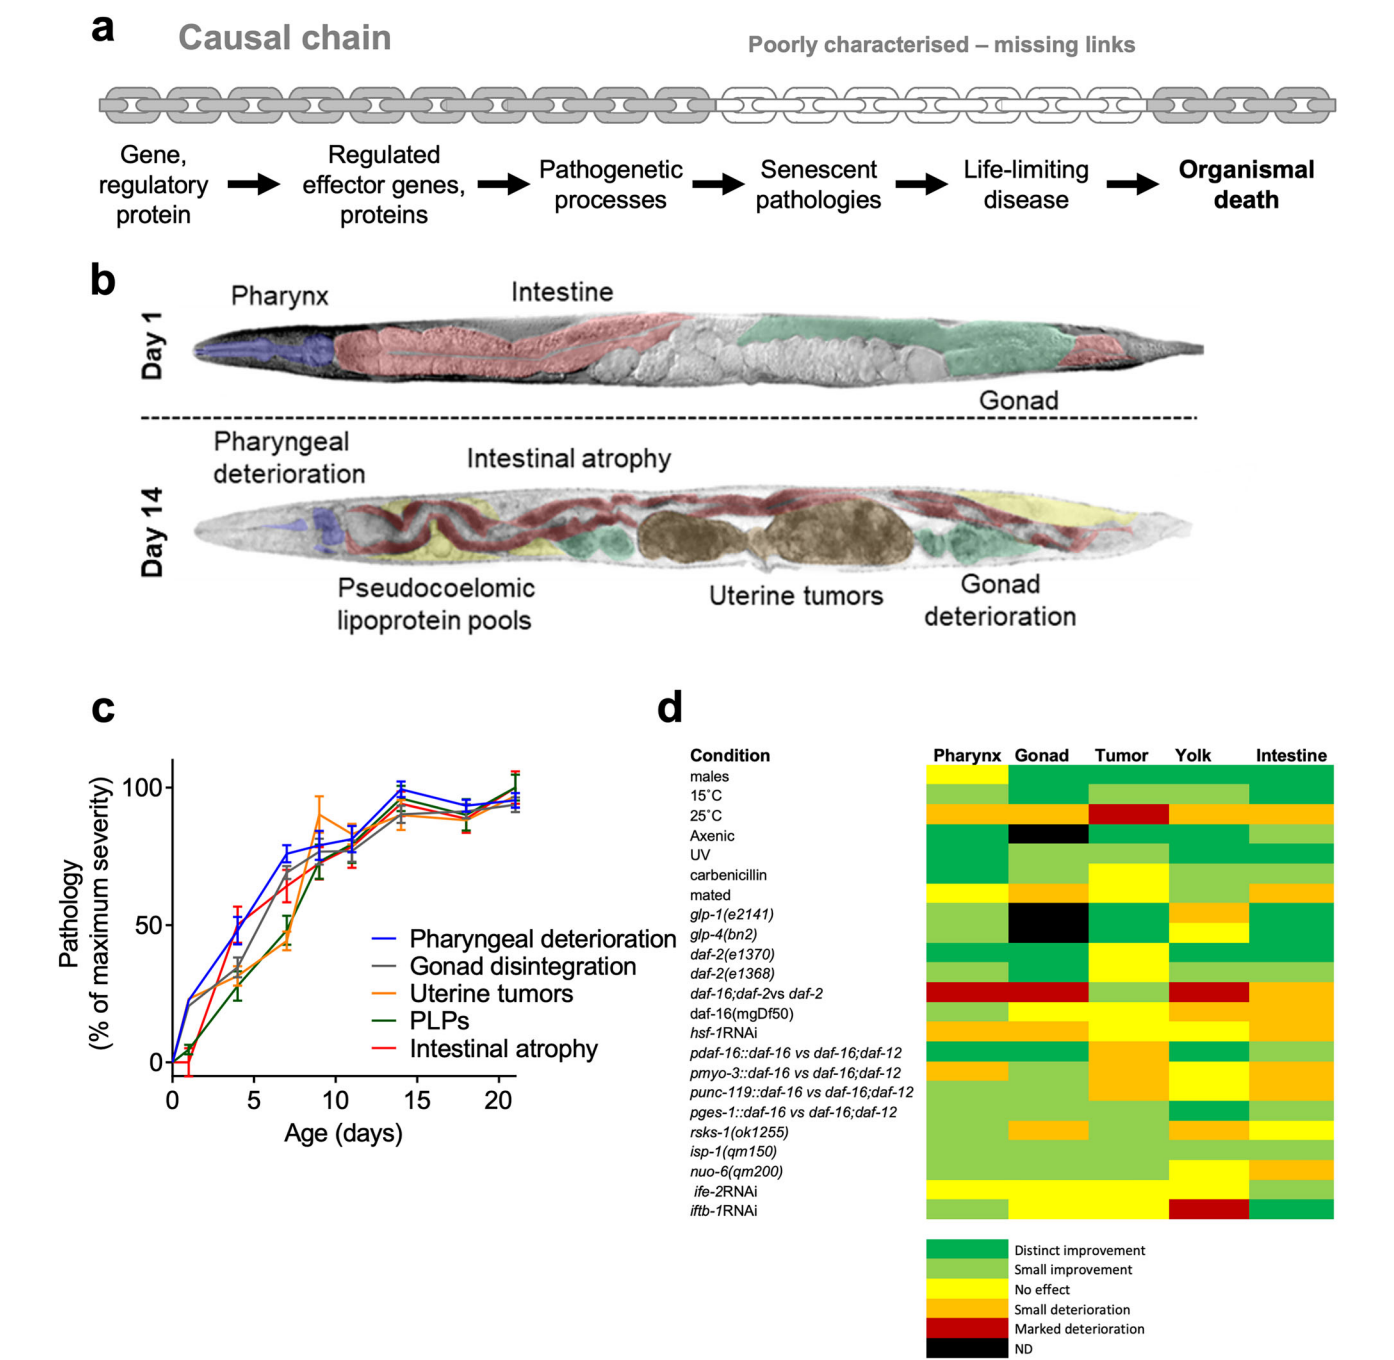 a
Causal chain
Poorly characterised – missing links
Gene,
regulatory
protein
Regulated
effector genes,
proteins
Pathogenetic
processes
Senescent
pathologies
Life-limiting
disease
Organismal
death
b
Day 1
Pharynx
Intestine
Gonad
Day 14
Pharyngeal
deterioration
Intestinal atrophy
Pseudocoelomic
lipoprotein pools
Uterine tumors
Gonad
deterioration
c
Pathology
(% of maximum severity)
100
50
0
0 5 10 15 20
Age (days)
Pharyngeal deterioration
Gonad disintegration
Uterine tumors
PLPs
Intestinal atrophy
d
Condition Pharynx Gonad Tumor Yolk Intestine
males
15˚C
25˚C
Axenic
UV
carbenicillin
mated
glp-1(e2141)
glp-4(bn2)
daf-2(e1370)
daf-2(e1368)
daf-16;daf-2vs daf-2
daf-16(mgDf50)
hsf-1RNAi
pdaf-16::daf-16 vs daf-16;daf-12
pmyo-3::daf-16 vs daf-16;daf-12
punc-119::daf-16 vs daf-16;daf-12
pges-1::daf-16 vs daf-16;daf-12
rsks-1(ok1255)
isp-1(qm150)
nuo-6(qm200)
ife-2RNAi
iftb-1RNAi
Distinct improvement
Small improvement
No effect
Small deterioration
Marked deterioration
ND